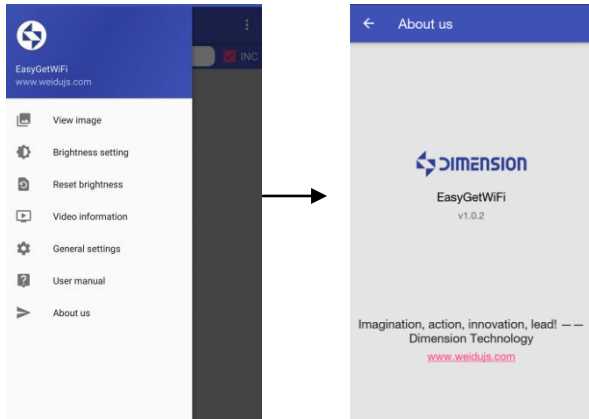 EasyGetWiFi
www.weidujs.com
INC
View image
Brightness setting
Reset brightness
Video information
General settings
User manual
About us
About us
DIMENSION
EasyGetWiFi
v1.0.2
Imagination, action, innovation, lead! ——
Dimension Technology
www.weidujs.com